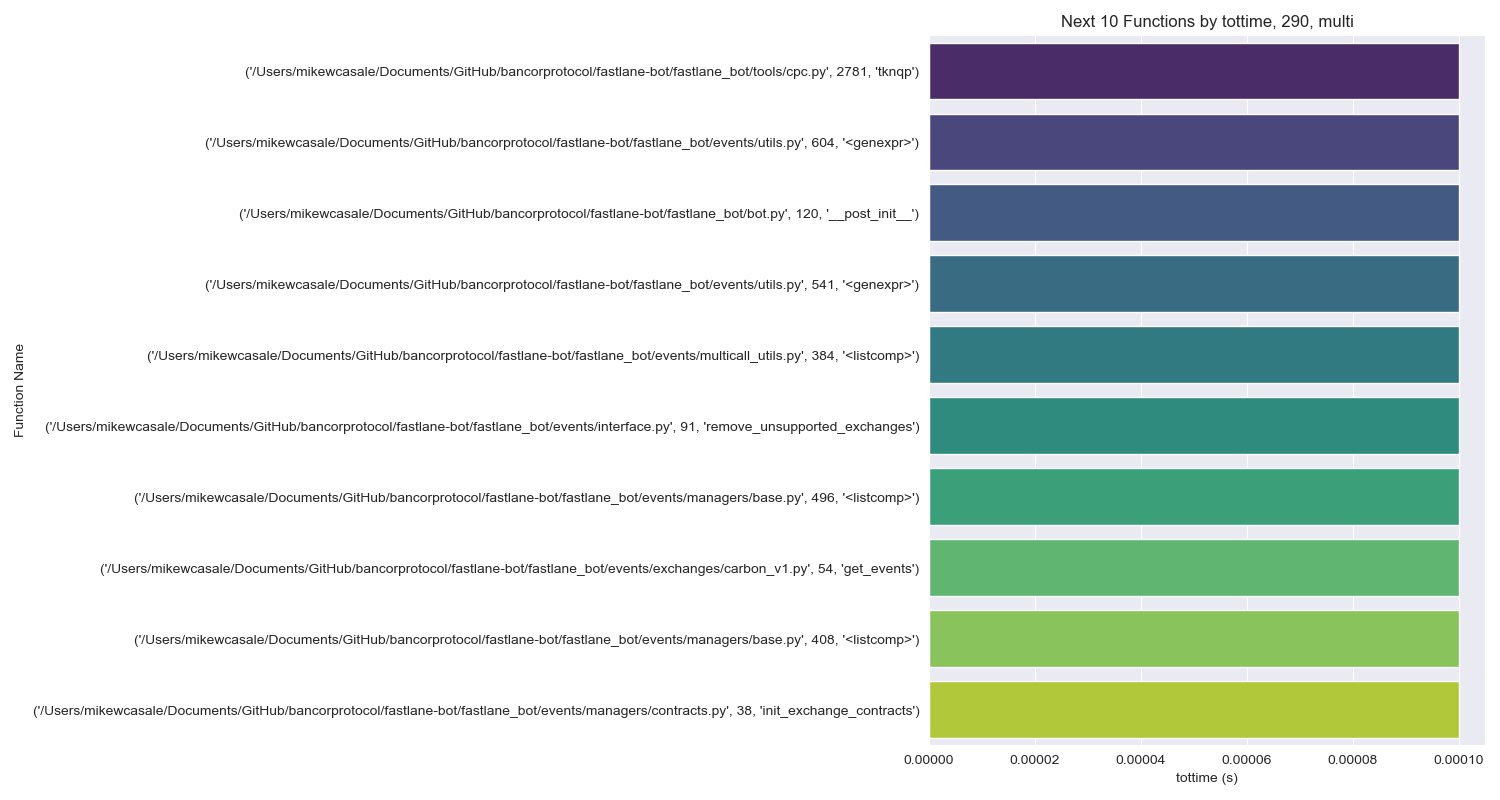 Next 10 Functions by tottime, 290, multi
('/Users/mikewcasale/Documents/GitHub/bancorprotocol/fastlane-bot/fastlane_bot/tools/cpc.py', 2781, 'tknqp')
('/Users/mikewcasale/Documents/GitHub/bancorprotocol/fastlane-bot/fastlane_bot/events/utils.py', 604, '<genexpr>')
('/Users/mikewcasale/Documents/GitHub/bancorprotocol/fastlane-bot/fastlane_bot/bot.py', 120, '__post_init__')
('/Users/mikewcasale/Documents/GitHub/bancorprotocol/fastlane-bot/fastlane_bot/events/utils.py', 541, '<genexpr>')
('/Users/mikewcasale/Documents/GitHub/bancorprotocol/fastlane-bot/fastlane_bot/events/multicall_utils.py', 384, '<listcomp>')
('/Users/mikewcasale/Documents/GitHub/bancorprotocol/fastlane-bot/fastlane_bot/events/interface.py', 91, 'remove_unsupported_exchanges')
('/Users/mikewcasale/Documents/GitHub/bancorprotocol/fastlane-bot/fastlane_bot/events/managers/base.py', 496, '<listcomp>')
('/Users/mikewcasale/Documents/GitHub/bancorprotocol/fastlane-bot/fastlane_bot/events/exchanges/carbon_v1.py', 54, 'get_events')
('/Users/mikewcasale/Documents/GitHub/bancorprotocol/fastlane-bot/fastlane_bot/events/managers/base.py', 408, '<listcomp>')
('/Users/mikewcasale/Documents/GitHub/bancorprotocol/fastlane-bot/fastlane_bot/events/managers/contracts.py', 38, 'init_exchange_contracts')
Function Name
0.00000 0.00002 0.00004 0.00006 0.00008 0.00010
tottime (s)